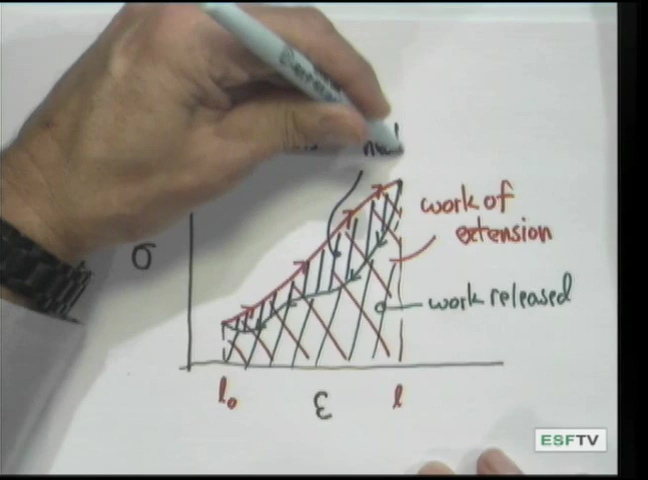 σ
work of
extension
work released
l₀
ε
l
ESFTV